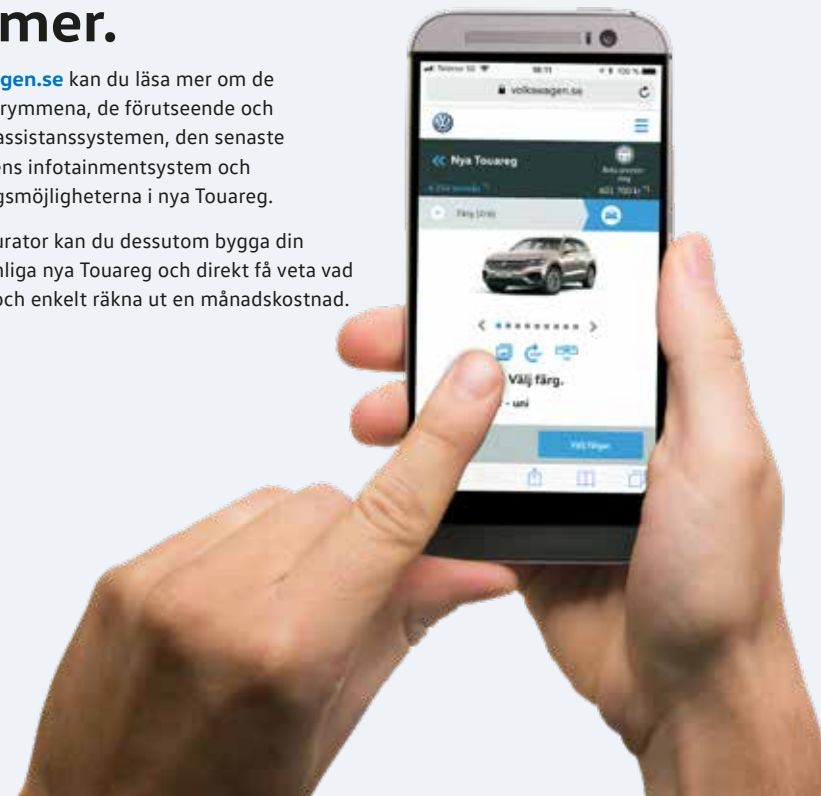 mer.
gen.se kan du läsa mer om de
rymmena, de förutseende och
assistanssystemen, den senaste
ens infotainmentsystem och
gsmöjligheterna i nya Touareg.
urator kan du dessutom bygga din
nliga nya Touareg och direkt få veta vad
och enkelt räkna ut en månadskostnad.
volkswagen.se
Nya Touareg
Färg
Välj färg.
- uni